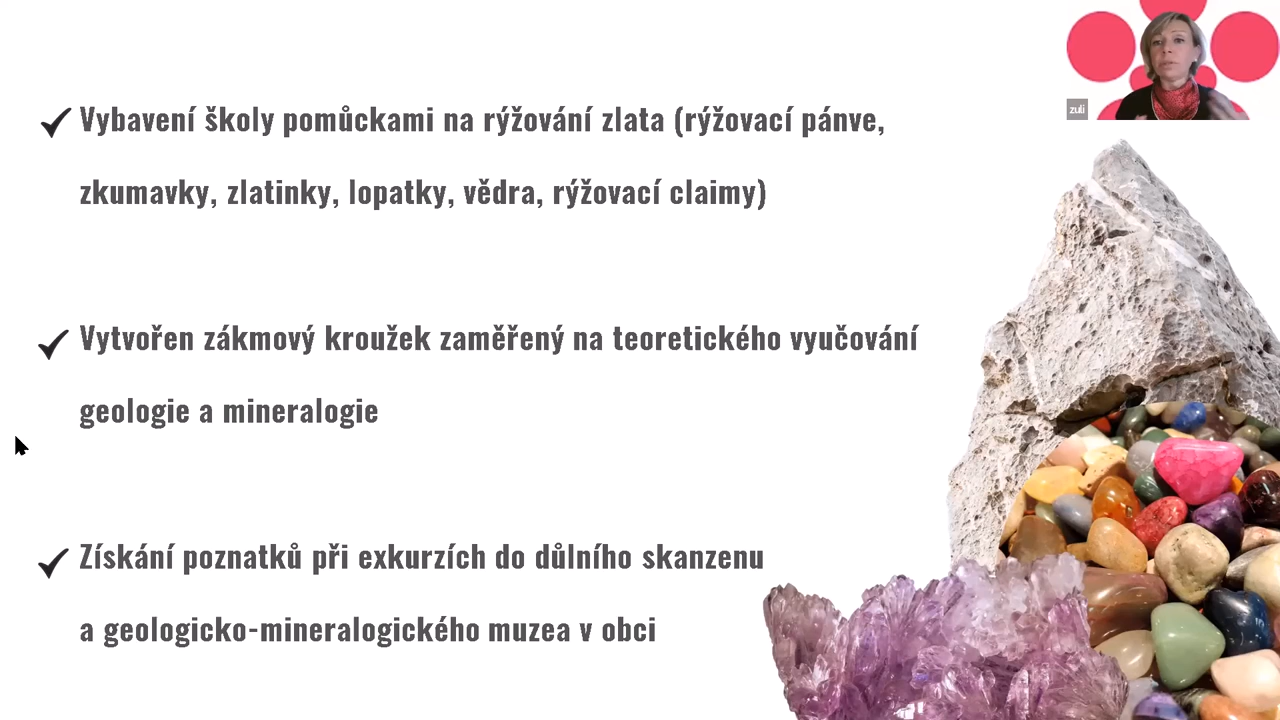 Vybavení školy pomůckami na rýžování zlata (rýžovací pánve,
zkumavky, zlatinky, lopatky, vědra, rýžovací claimy)
Vytvořen zákmový kroužek zaměřený na teoretického vyučování
geologie a mineralogie
Získání poznatků při exkurzích do důlního skanzenu
a geologicko-mineralogického muzea v obci
zuli